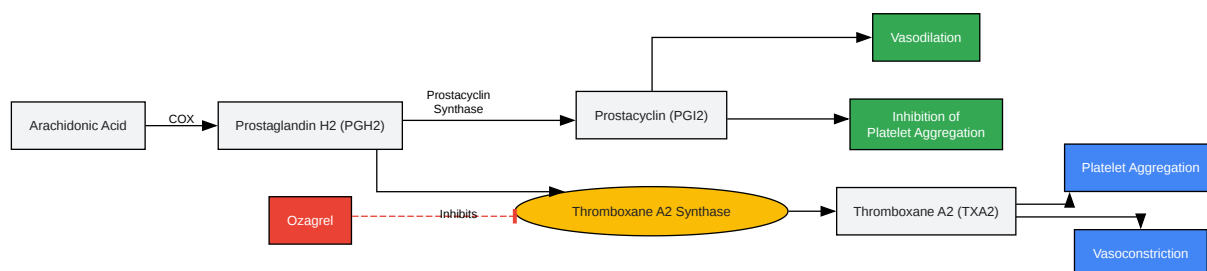 Vasodilation
Prostacyclin
Synthase
Arachidonic Acid
COX
Prostaglandin H2 (PGH2)
Prostacyclin (PGI2)
Inhibition of
Platelet Aggregation
Platelet Aggregation
Ozagrel
Inhibits
Thromboxane A2 Synthase
Thromboxane A2 (TXA2)
Vasoconstriction